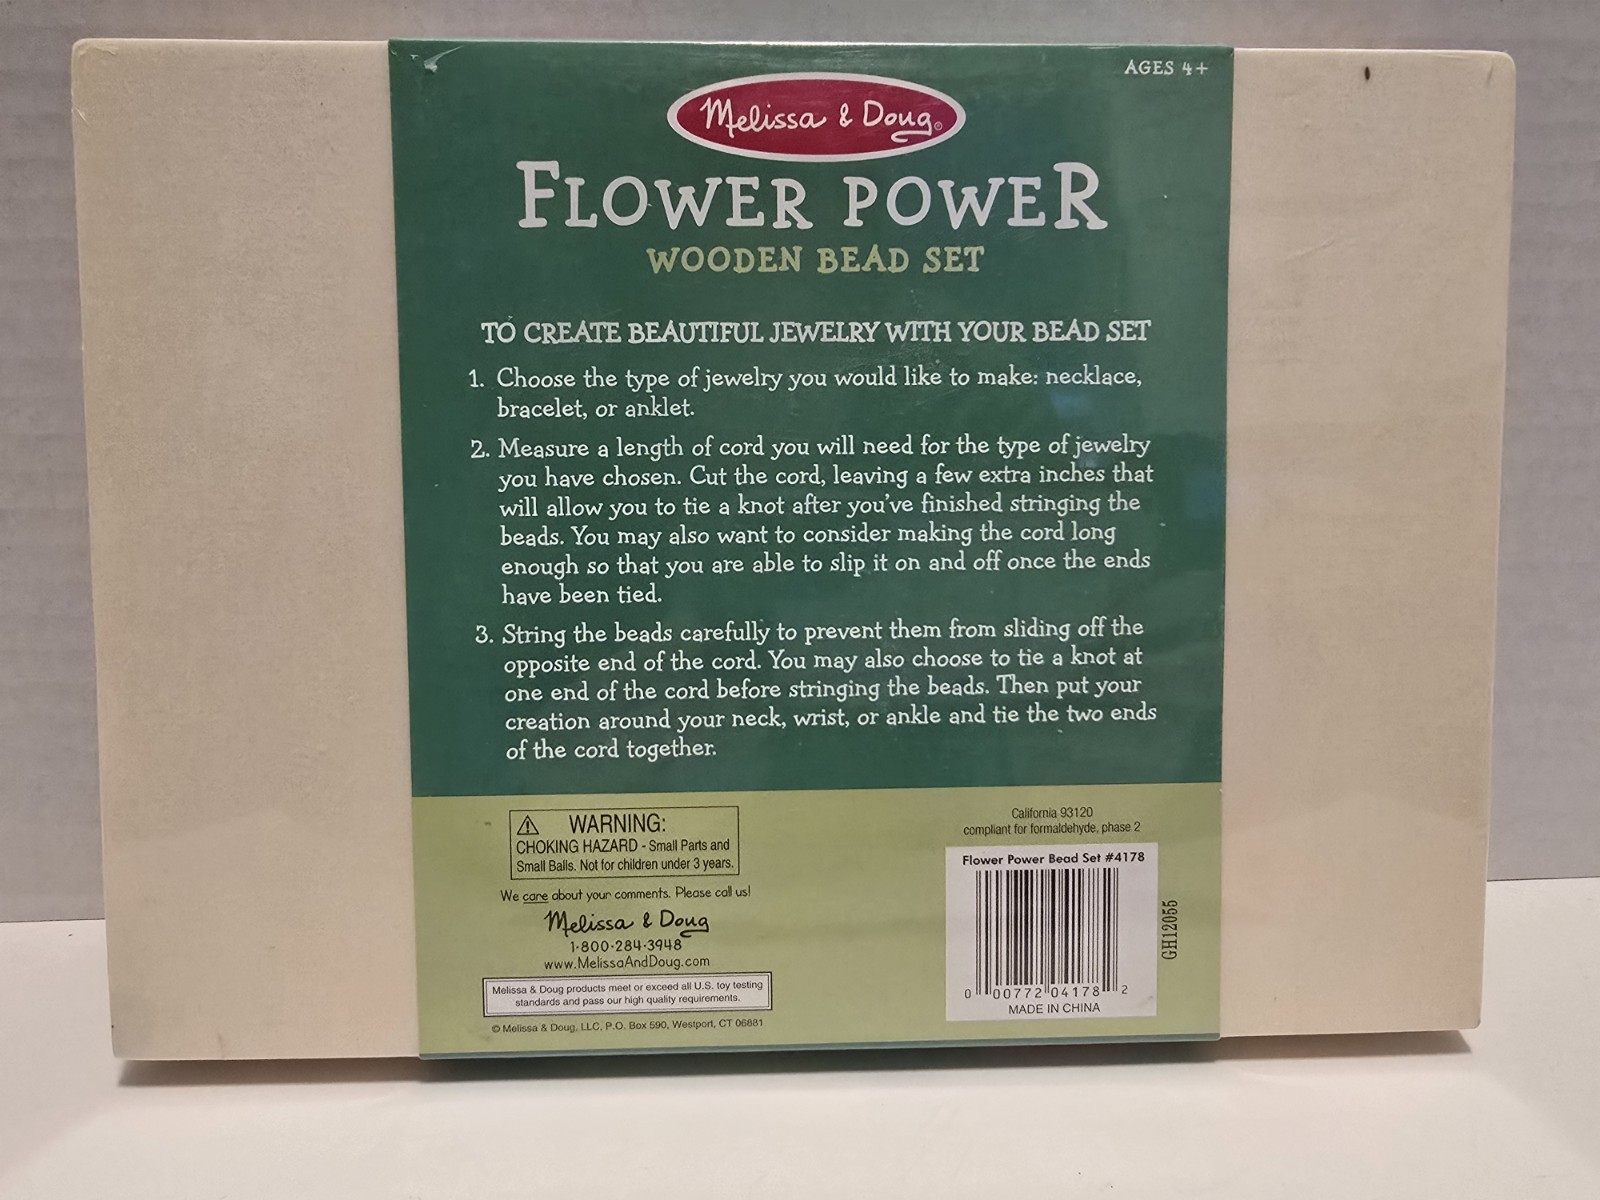 AGES 4+
Melissa & Doug®
FLOWER POWER
WOODEN BEAD SET
TO CREATE BEAUTIFUL JEWELRY WITH YOUR BEAD SET
1. Choose the type of jewelry you would like to make: necklace,
bracelet, or anklet.
2. Measure a length of cord you will need for the type of jewelry
you have chosen. Cut the cord, leaving a few extra inches that
will allow you to tie a knot after you've finished stringing the
beads. You may also want to consider making the cord long
enough so that you are able to slip it on and off once the ends
have been tied.
3. String the beads carefully to prevent them from sliding off the
opposite end of the cord. You may also choose to tie a knot at
one end of the cord before stringing the beads. Then put your
creation around your neck, wrist, or ankle and tie the two ends
of the cord together.
WARNING:
CHOKING HAZARD - Small Parts and
Small Balls. Not for children under 3 years.
We care about your comments. Please call us!
Melissa & Doug
1-800-284-3948
www.MelissaAndDoug.com
Melissa & Doug products meet or exceed all U.S. toy testing
standards and pass our high quality requirements.
© Melissa & Doug, LLC, P.O. Box 590, Westport, CT 06881
California 93120
compliant for formaldehyde, phase 2
Flower Power Bead Set #4178
0 00772 04178 2
MADE IN CHINA
GH12055